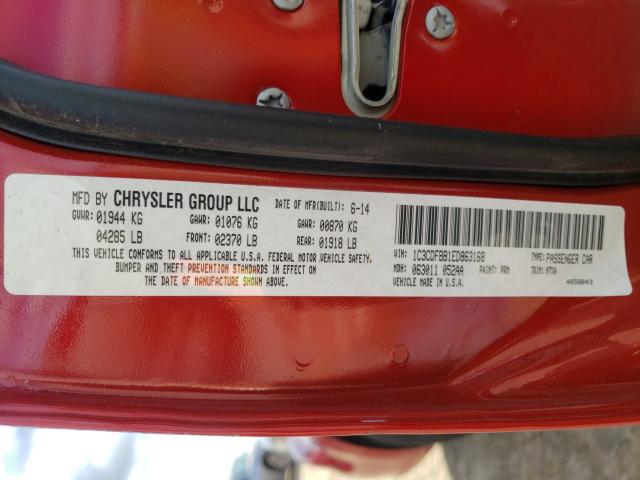 MFD BY CHRYSLER GROUP LLC DATE OF MFR(BUILT): 6-14
GVWR: 01944 KG GAWR: 01076 KG GAWR: 00870 KG
04285 LB FRONT: 02370 LB REAR: 01918 LB
THIS VEHICLE CONFORMS TO ALL APPLICABLE U.S.A. FEDERAL MOTOR VEHICLE SAFETY,
BUMPER AND THEFT PREVENTION STANDARDS IN EFFECT ON
THE DATE OF MANUFACTURE SHOWN ABOVE.
VIN: 1C3CDFBB1ED863168 TYPE: PASSENGER CAR
MDH: 063011 052AA PAINT: PRM TRIM:
VEHICLE MADE IN U.S.A. 4658843